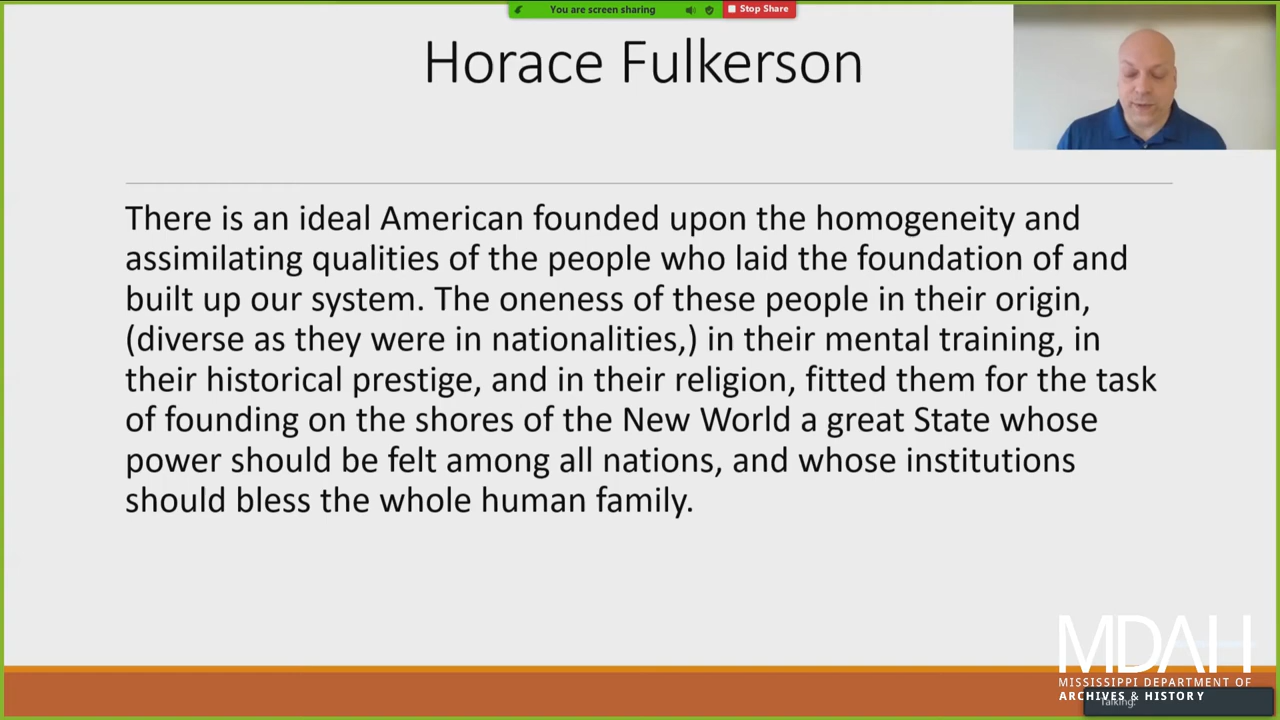 You are screen sharing
Stop Share
Horace Fulkerson
There is an ideal American founded upon the homogeneity and
assimilating qualities of the people who laid the foundation of and
built up our system. The oneness of these people in their origin,
(diverse as they were in nationalities,) in their mental training, in
their historical prestige, and in their religion, fitted them for the task
of founding on the shores of the New World a great State whose
power should be felt among all nations, and whose institutions
should bless the whole human family.
MDAH
MISSISSIPPI DEPARTMENT OF
ARCHIVES & HISTORY
Talking: